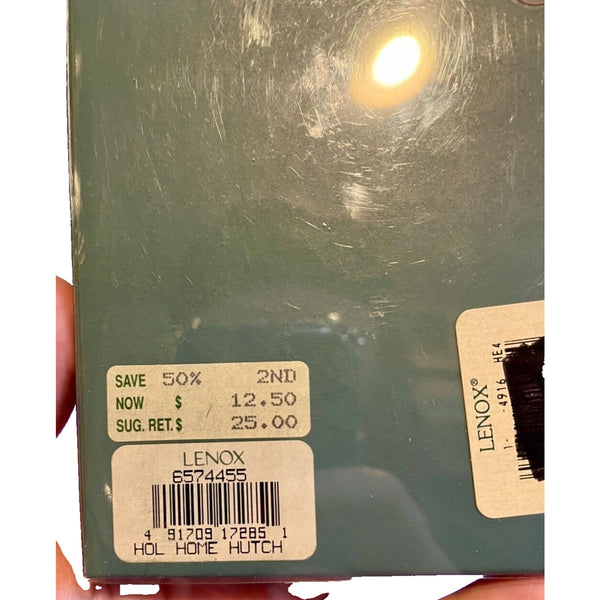 SAVE 50% 2ND
NOW $ 12.50
SUG. RET.$ 25.00
LENOX
6574455
4 91709 17285 1
HOL HOME HUTCH
LENOX®
1- -4916 HE4